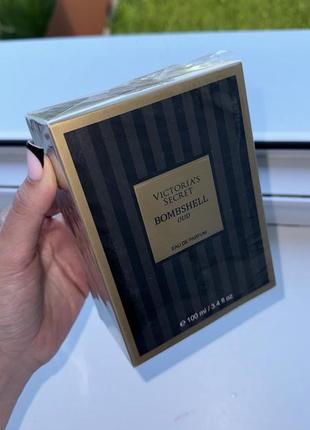 VICTORIA'S
SECRET
BOMBSHELL
OUD
EAU DE PARFUM
e 100 ml / 3.4 fl oz